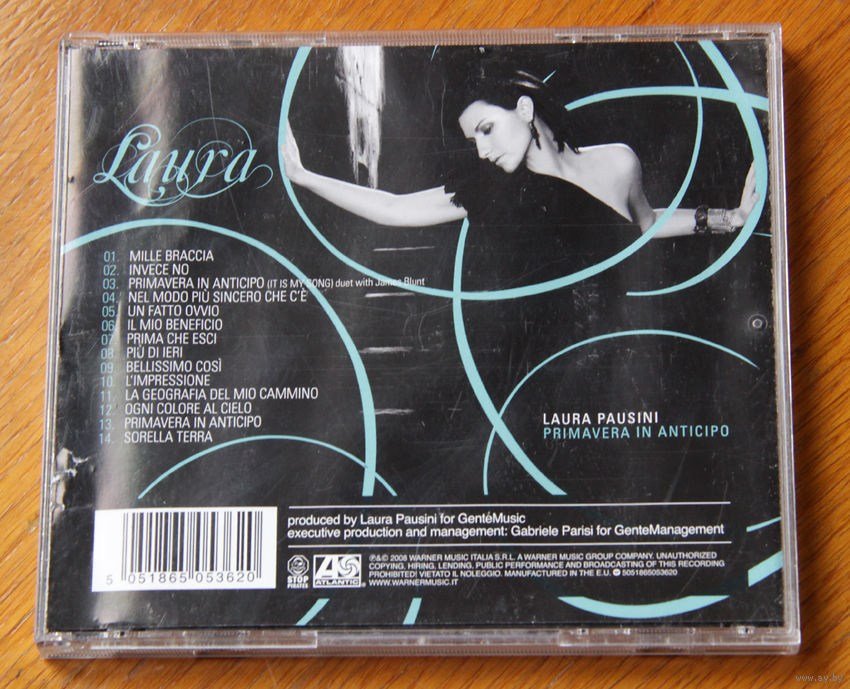 Laura
01. MILLE BRACCIA
02. INVECE NO
03. PRIMAVERA IN ANTICIPO (IT IS MY SONG) duet with James Blunt
04. NEL MODO PIÙ SINCERO CHE C'È
05. UN FATTO OVVIO
06. IL MIO BENEFICIO
07. PRIMA CHE ESCI
08. PIÙ DI IERI
09. BELLISSIMO COSÌ
10. L'IMPRESSIONE
11. LA GEOGRAFIA DEL MIO CAMMINO
12. OGNI COLORE AL CIELO
13. PRIMAVERA IN ANTICIPO
14. SORELLA TERRA
LAURA PAUSINI
PRIMAVERA IN ANTICIPO
produced by Laura Pausini for GentéMusic
executive production and management: Gabriele Parisi for GenteManagement
5 051865 053620
STOP
PIRATES
ATLANTIC
℗&© 2008 WARNER MUSIC ITALIA S.R.L. A WARNER MUSIC GROUP COMPANY. UNAUTHORIZED
COPYING, HIRING, LENDING, PUBLIC PERFORMANCE AND BROADCASTING OF THIS RECORDING
PROHIBITED! VIETATO IL NOLEGGIO. MANUFACTURED IN THE E.U. 5051865053620
WWW.WARNERMUSIC.IT
www.ay.by